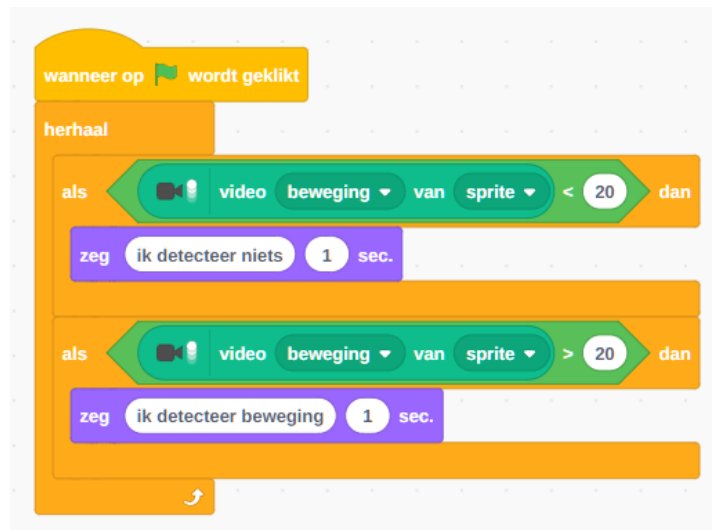 wanneer op wordt geklikt
herhaal
als video beweging van sprite < 20 dan
zeg ik detecteer niets 1 sec.
als video beweging van sprite > 20 dan
zeg ik detecteer beweging 1 sec.